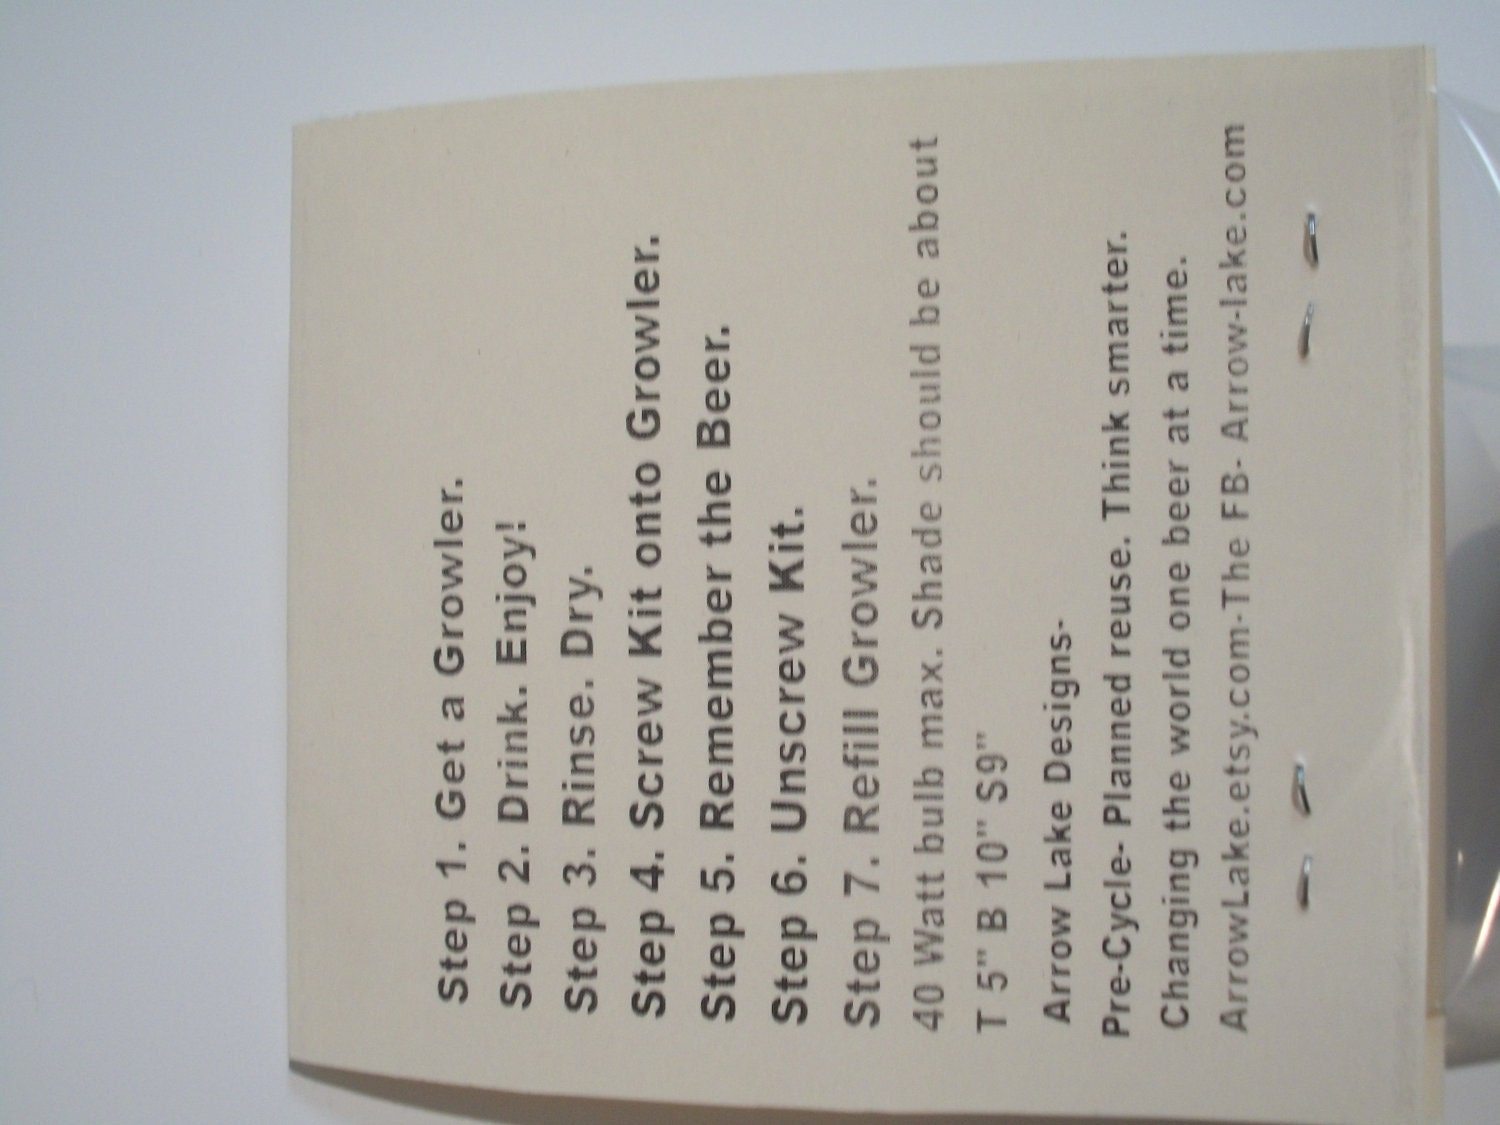 Step 1. Get a Growler.
Step 2. Drink. Enjoy!
Step 3. Rinse. Dry.
Step 4. Screw Kit onto Growler.
Step 5. Remember the Beer.
Step 6. Unscrew Kit.
Step 7. Refill Growler.
40 Watt bulb max. Shade should be about
T 5" B 10" S9"
Arrow Lake Designs-
Pre-Cycle- Planned reuse. Think smarter.
Changing the world one beer at a time.
ArrowLake.etsy.com-The FB- Arrow-lake.com